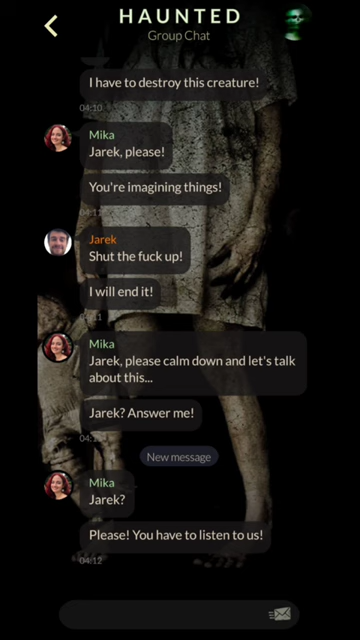 HAUNTED
Group Chat
I have to destroy this creature!
04:10
Mika
Jarek, please!
You're imagining things!
04:11
Jarek
Shut the fuck up!
I will end it!
Mika
Jarek, please calm down and let's talk
about this...
Jarek? Answer me!
New message
Mika
Jarek?
Please! You have to listen to us!
04:12